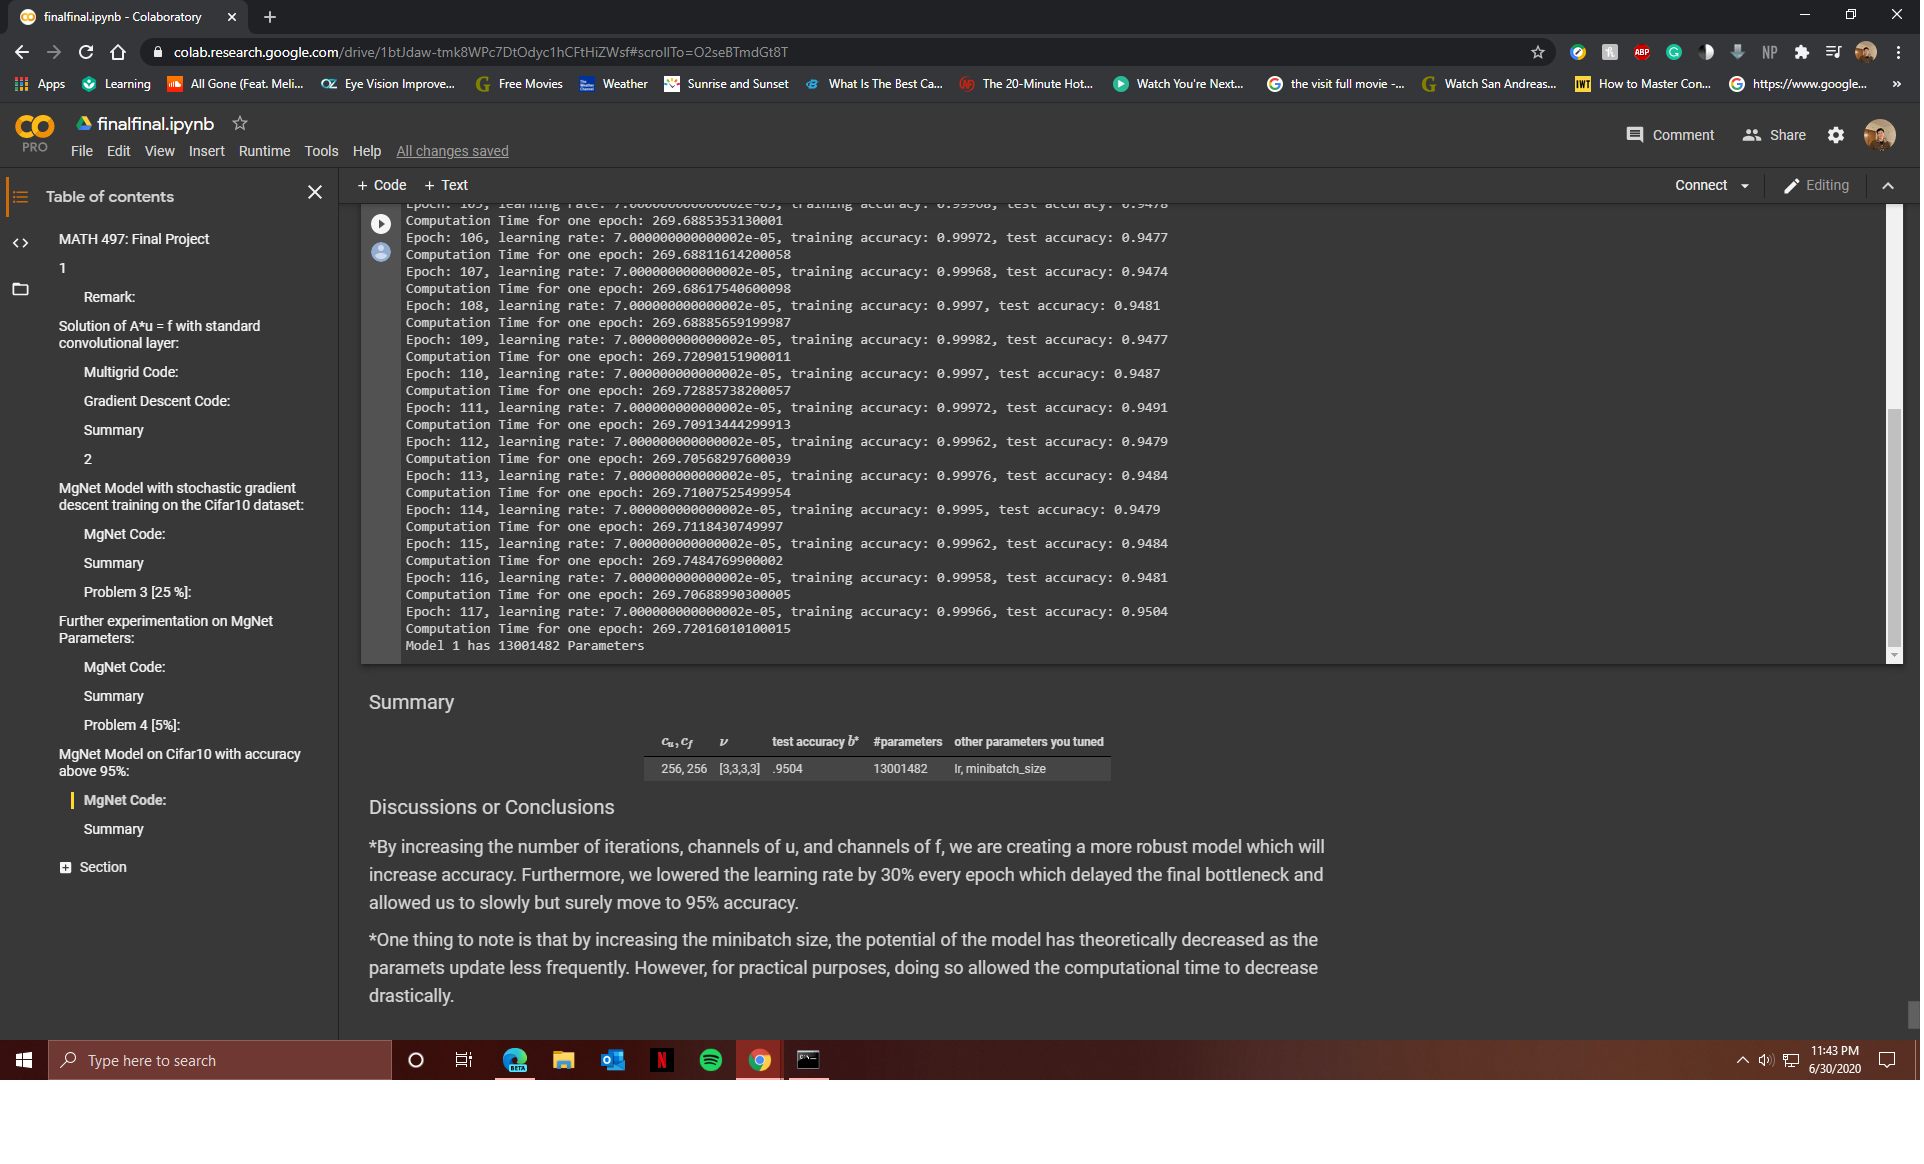 finalfinal.ipynb - Colaboratory
colab.research.google.com/drive/1btJdaw-tmk8WPc7DtOdyc1hCFtHiZWsf#scrollTo=O2seBTmdGt8T
ABP
NP
Apps
Learning
All Gone (Feat. Meli...
Eye Vision Improve...
Free Movies
Weather
Sunrise and Sunset
What Is The Best Ca...
The 20-Minute Hot...
Watch You're Next...
the visit full movie -...
Watch San Andreas...
How to Master Con...
https://www.google...
PRO
finalfinal.ipynb
File Edit View Insert Runtime Tools Help All changes saved
Comment
Share
Table of contents
MATH 497: Final Project
1
Remark:
Solution of A*u = f with standard
convolutional layer:
Multigrid Code:
Gradient Descent Code:
Summary
2
MgNet Model with stochastic gradient
descent training on the Cifar10 dataset:
MgNet Code:
Summary
Problem 3 [25 %]:
Further experimentation on MgNet
Parameters:
MgNet Code:
Summary
Problem 4 [5%]:
MgNet Model on Cifar10 with accuracy
above 95%:
MgNet Code:
Summary
Section
+ Code + Text
Connect
Editing
Epoch: 105, learning rate: 7.000000000000002e-05, training accuracy: 0.99968, test accuracy: 0.9478
Computation Time for one epoch: 269.6885353130001
Epoch: 106, learning rate: 7.000000000000002e-05, training accuracy: 0.99972, test accuracy: 0.9477
Computation Time for one epoch: 269.68811614200058
Epoch: 107, learning rate: 7.000000000000002e-05, training accuracy: 0.99968, test accuracy: 0.9474
Computation Time for one epoch: 269.68617540600098
Epoch: 108, learning rate: 7.000000000000002e-05, training accuracy: 0.9997, test accuracy: 0.9481
Computation Time for one epoch: 269.68885659199987
Epoch: 109, learning rate: 7.000000000000002e-05, training accuracy: 0.99982, test accuracy: 0.9477
Computation Time for one epoch: 269.72090151900011
Epoch: 110, learning rate: 7.000000000000002e-05, training accuracy: 0.9997, test accuracy: 0.9487
Computation Time for one epoch: 269.72885738200057
Epoch: 111, learning rate: 7.000000000000002e-05, training accuracy: 0.99972, test accuracy: 0.9491
Computation Time for one epoch: 269.70913444299913
Epoch: 112, learning rate: 7.000000000000002e-05, training accuracy: 0.99962, test accuracy: 0.9479
Computation Time for one epoch: 269.70568297600039
Epoch: 113, learning rate: 7.000000000000002e-05, training accuracy: 0.99976, test accuracy: 0.9484
Computation Time for one epoch: 269.71007525499954
Epoch: 114, learning rate: 7.000000000000002e-05, training accuracy: 0.9995, test accuracy: 0.9479
Computation Time for one epoch: 269.7118430749997
Epoch: 115, learning rate: 7.000000000000002e-05, training accuracy: 0.99962, test accuracy: 0.9484
Computation Time for one epoch: 269.7484769900002
Epoch: 116, learning rate: 7.000000000000002e-05, training accuracy: 0.99958, test accuracy: 0.9481
Computation Time for one epoch: 269.70688990300005
Epoch: 117, learning rate: 7.000000000000002e-05, training accuracy: 0.99966, test accuracy: 0.9504
Computation Time for one epoch: 269.72016010100015
Model 1 has 13001482 Parameters
Summary
cu, cf ν test accuracy b* #parameters other parameters you tuned
256, 256 [3,3,3,3] .9504 13001482 lr, minibatch_size
Discussions or Conclusions
*By increasing the number of iterations, channels of u, and channels of f, we are creating a more robust model which will
increase accuracy. Furthermore, we lowered the learning rate by 30% every epoch which delayed the final bottleneck and
allowed us to slowly but surely move to 95% accuracy.
*One thing to note is that by increasing the minibatch size, the potential of the model has theoretically decreased as the
paramets update less frequently. However, for practical purposes, doing so allowed the computational time to decrease
drastically.
Type here to search
BETA
11:43 PM
6/30/2020